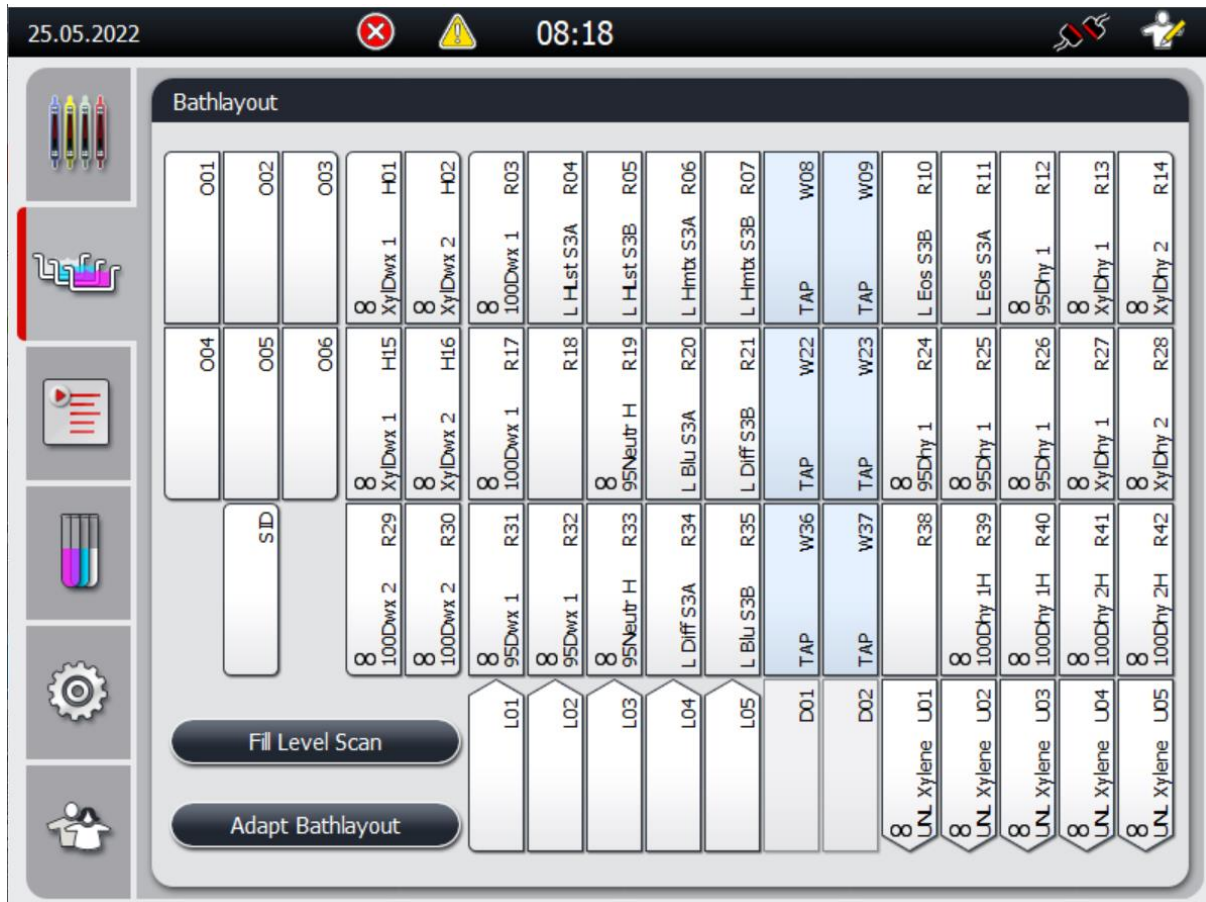 25.05.2022
08:18
Bathlayout
O01
O02
O03
XylDwx 1 H01
XylDwx 2 H02
100Dwx 1 R03
L HLst S3A R04
L HLst S3B R05
L Hmtx S3A R06
L Hmtx S3B R07
TAP W08
TAP W09
L Eos S3B R10
L Eos S3A R11
95Dhy 1 R12
XylDhy 1 R13
XylDhy 2 R14
O04
O05
O06
XylDwx 1 H15
XylDwx 2 H16
100Dwx 1 R17
R18
95Neutr H R19
L Blu S3A R20
L Diff S3B R21
TAP W22
TAP W23
95Dhy 1 R24
95Dhy 1 R25
95Dhy 1 R26
XylDhy 1 R27
XylDhy 2 R28
SID
100Dwx 2 R29
100Dwx 2 R30
95Dwx 1 R31
95Dwx 1 R32
95Neutr H R33
L Diff S3A R34
L Blu S3B R35
TAP W36
TAP W37
R38
100Dhy 1H R39
100Dhy 1H R40
100Dhy 2H R41
100Dhy 2H R42
L01
L02
L03
L04
L05
D01
D02
UNL Xylene U01
UNL Xylene U02
UNL Xylene U03
UNL Xylene U04
UNL Xylene U05
Fill Level Scan
Adapt Bathlayout